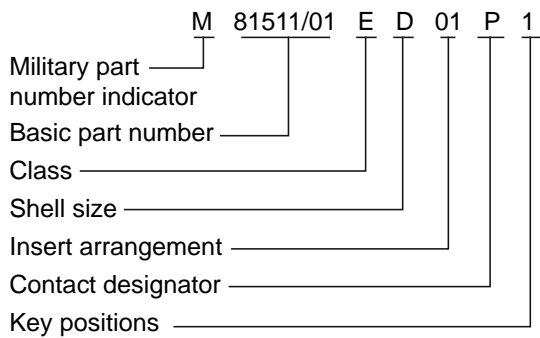 M 81511/01 E D 01 P 1
Military part
number indicator
Basic part number
Class
Shell size
Insert arrangement
Contact designator
Key positions